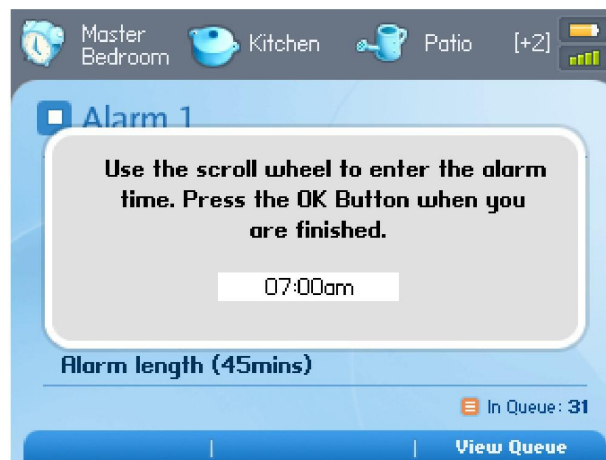 Master
Bedroom
Kitchen
Patio
[+2]
Alarm 1
Use the scroll wheel to enter the alarm
time. Press the OK Button when you
are finished.
07:00am
Alarm length (45mins)
In Queue: 31
View Queue